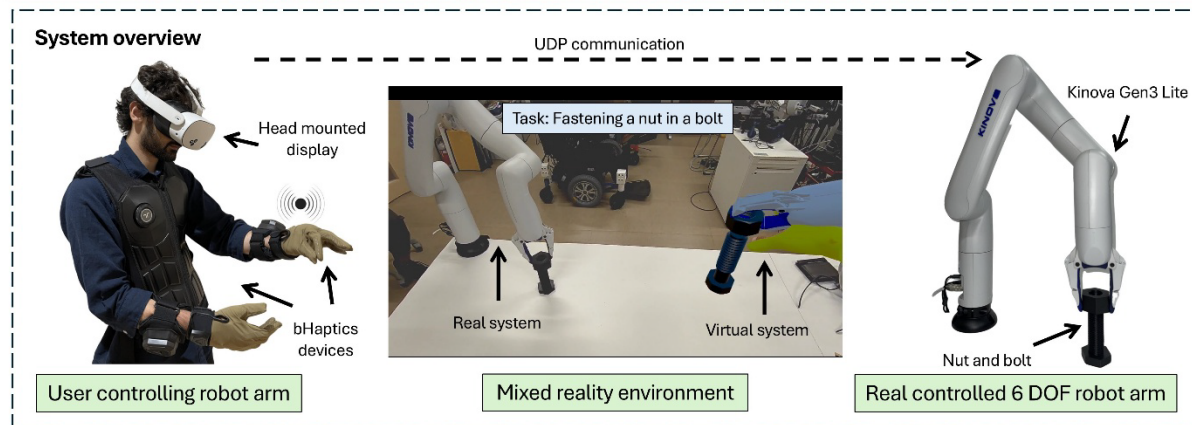 System overview
UDP communication
Head mounted
display
bHaptics
devices
User controlling robot arm
Task: Fastening a nut in a bolt
Real system
Virtual system
Mixed reality environment
KINOVA
Kinova Gen3 Lite
Nut and bolt
Real controlled 6 DOF robot arm